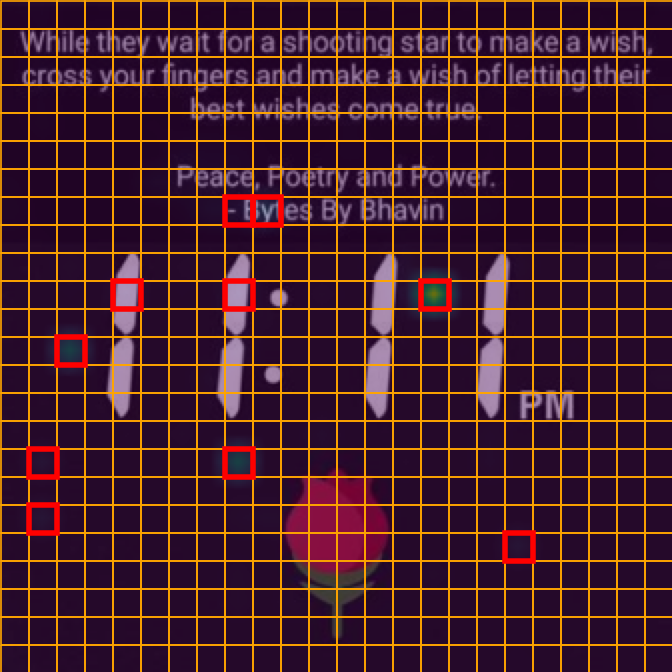 While they wait for a shooting star to make a wish,
cross your fingers and make a wish of letting their
best wishes come true.
Peace, Poetry and Power.
- Bytes By Bhavin
11:11 PM